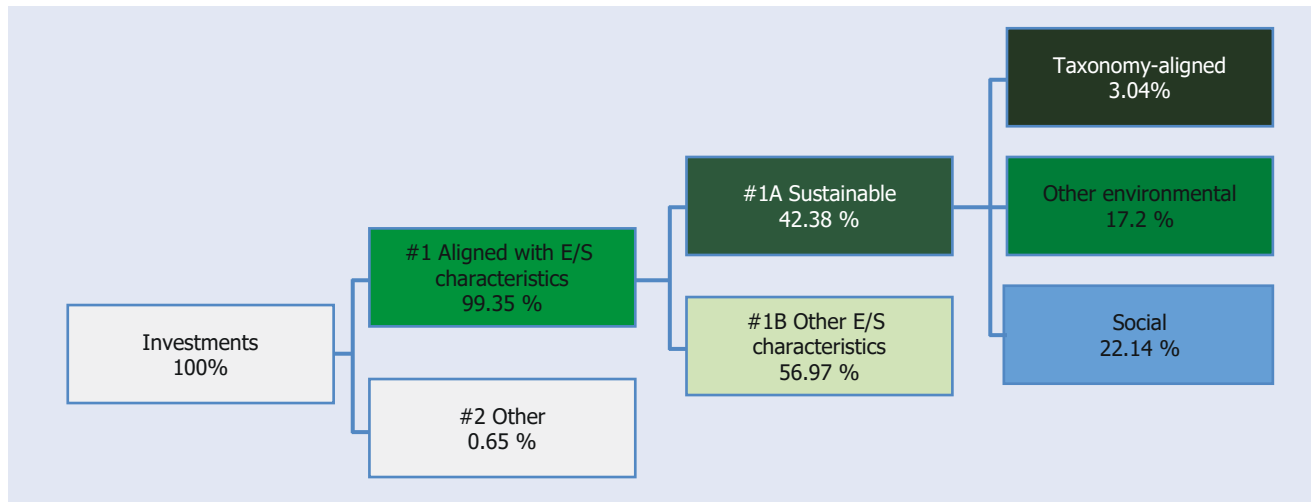 Investments
100%
#1 Aligned with E/S
characteristics
99.35 %
#2 Other
0.65 %
#1A Sustainable
42.38 %
#1B Other E/S
characteristics
56.97 %
Taxonomy-aligned
3.04%
Other environmental
17.2 %
Social
22.14 %